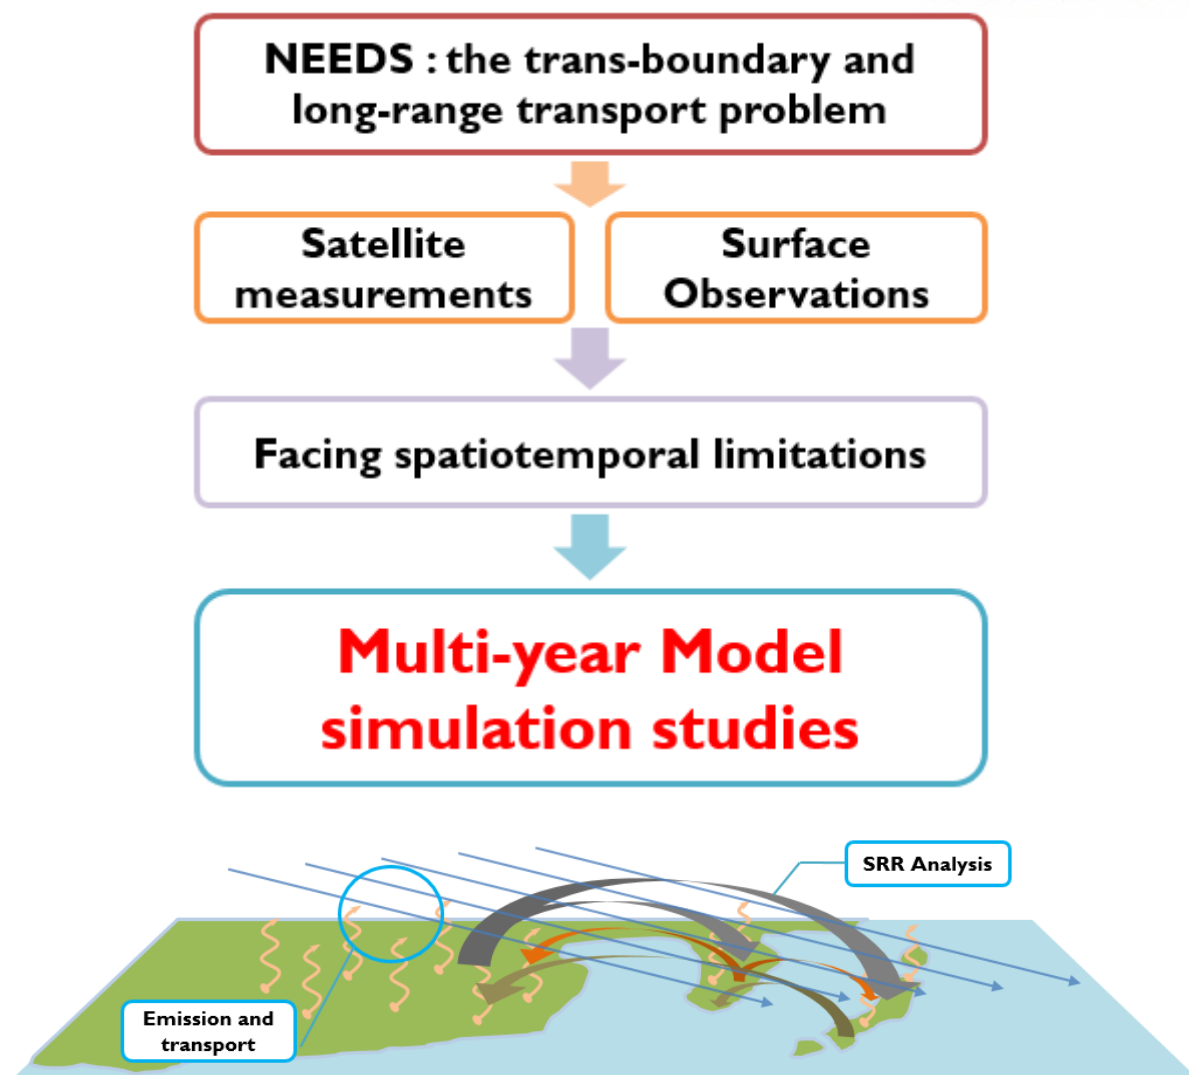 NEEDS : the trans-boundary and
long-range transport problem
Satellite
measurements
Surface
Observations
Facing spatiotemporal limitations
Multi-year Model
simulation studies
SRR Analysis
Emission and
transport